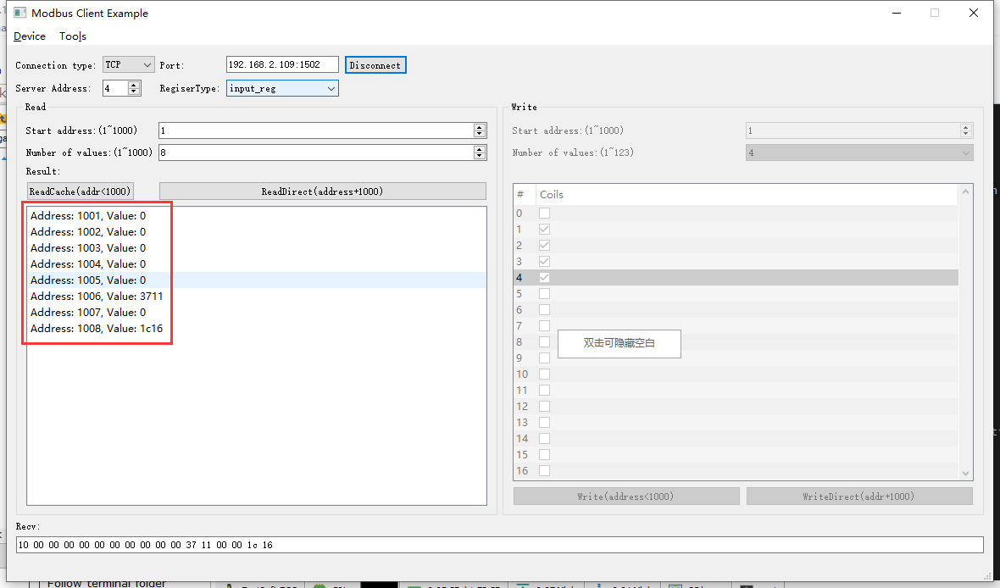 Modbus Client Example
Device Tools
Connection type: TCP Port: 192.168.2.109:1502 Disconnect
Server Address: 4 RegiserType: input_reg
Read
Start address:(1~1000) 1
Number of values:(1~1000) 8
Result:
ReadCache(addr<1000) ReadDirect(address+1000)
Address: 1001, Value: 0
Address: 1002, Value: 0
Address: 1003, Value: 0
Address: 1004, Value: 0
Address: 1005, Value: 0
Address: 1006, Value: 3711
Address: 1007, Value: 0
Address: 1008, Value: 1c16
Write
Start address:(1~1000) 1
Number of values:(1~123) 4
# Coils
0
1
2
3
4
5
6
7
8
双击可隐藏空白
9
10
11
12
13
14
15
16
Write(address<1000) WriteDirect(addr+1000)
Recv:
10 00 00 00 00 00 00 00 00 00 00 37 11 00 00 1c 16
Follow terminal folder